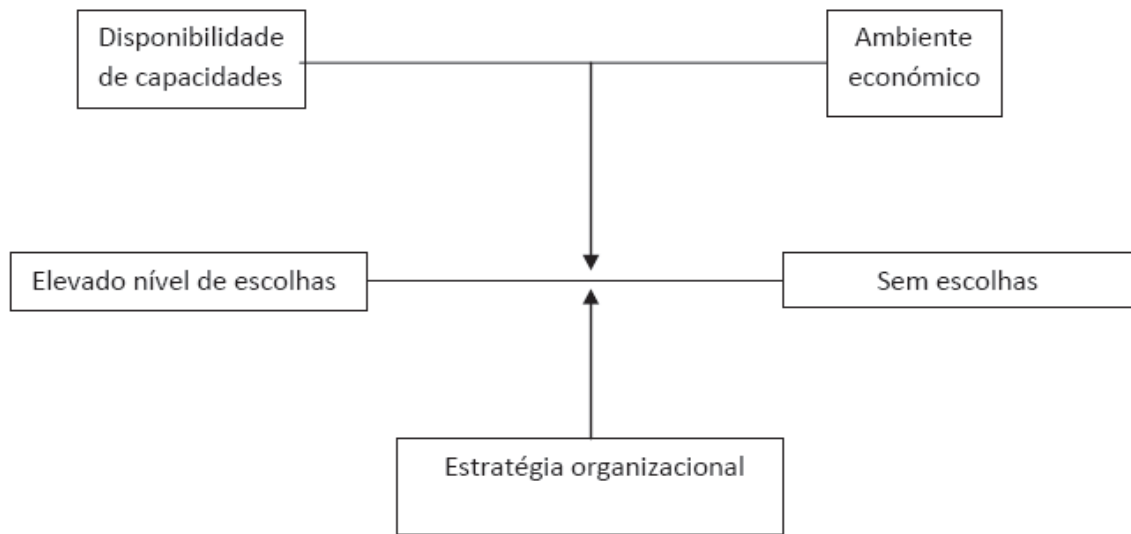 Disponibilidade
de capacidades
Ambiente
económico
Elevado nível de escolhas
Sem escolhas
Estratégia organizacional